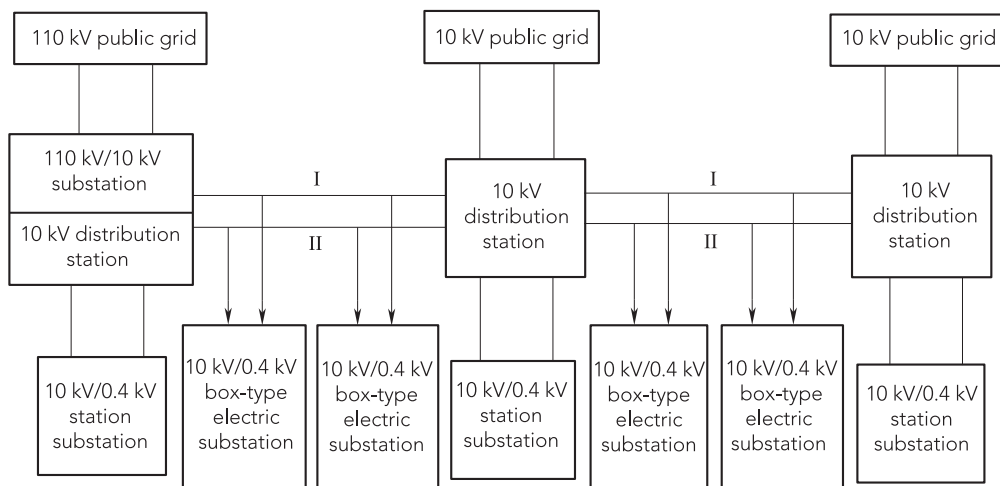 110 kV public grid
10 kV public grid
10 kV public grid
110 kV/10 kV
substation
10 kV distribution
station
I
II
10 kV
distribution
station
I
II
10 kV
distribution
station
10 kV/0.4 kV
station
substation
10 kV/0.4 kV
box-type
electric
substation
10 kV/0.4 kV
box-type
electric
substation
10 kV/0.4 kV
station
substation
10 kV/0.4 kV
box-type
electric
substation
10 kV/0.4 kV
box-type
electric
substation
10 kV/0.4 kV
station
substation